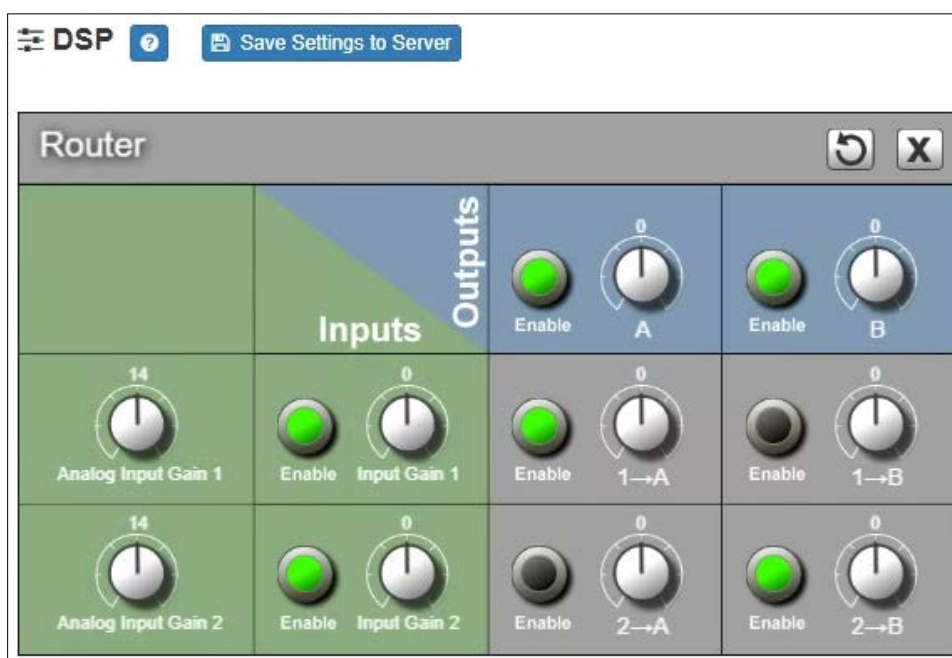 DSP ? Save Settings to Server
Router X
Outputs
0 0
Inputs Enable A Enable B
14 0 0 0
Analog Input Gain 1 Enable Input Gain 1 Enable 1→A Enable 1→B
14 0 0 0
Analog Input Gain 2 Enable Input Gain 2 Enable 2→A Enable 2→B